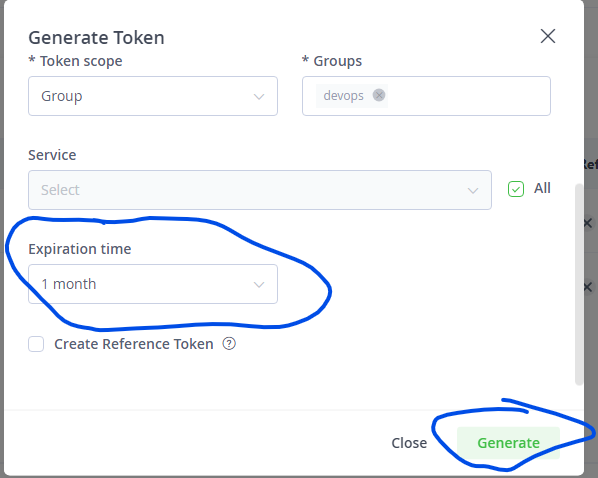 Generate Token
* Token scope
* Groups
Group
devops
Service
Select
All
Expiration time
1 month
Create Reference Token
Close
Generate